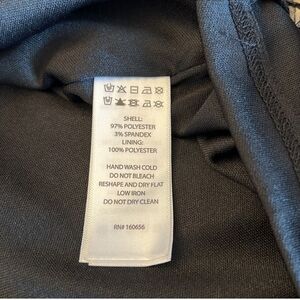 SHELL:
97% POLYESTER
3% SPANDEX
LINING:
100% POLYESTER
HAND WASH COLD
DO NOT BLEACH
RESHAPE AND DRY FLAT
LOW IRON
DO NOT DRY CLEAN
RN# 160656